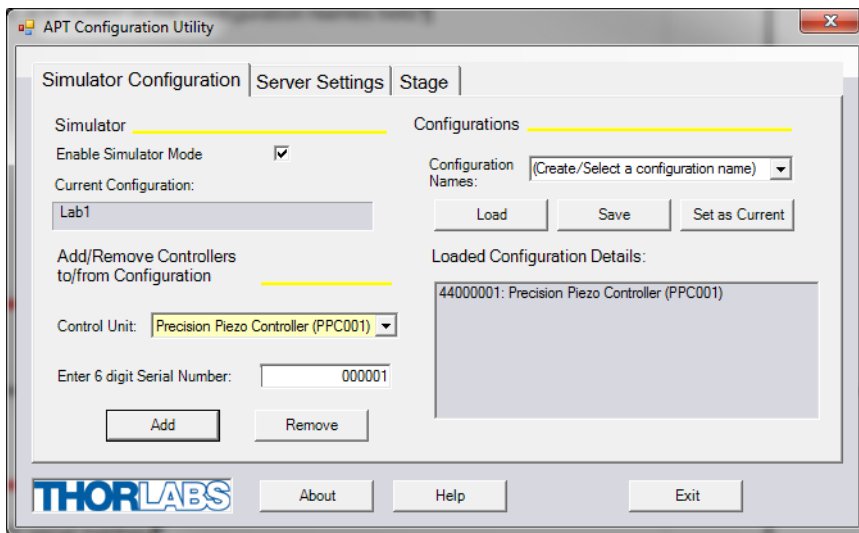 APT Configuration Utility
Simulator Configuration
Server Settings
Stage
Simulator
Enable Simulator Mode
Current Configuration:
Lab1
Add/Remove Controllers
to/from Configuration
Control Unit:
Precision Piezo Controller (PPC001)
Enter 6 digit Serial Number:
000001
Add
Remove
Configurations
Configuration
Names:
(Create/Select a configuration name)
Load
Save
Set as Current
Loaded Configuration Details:
44000001: Precision Piezo Controller (PPC001)
THORLABS
About
Help
Exit